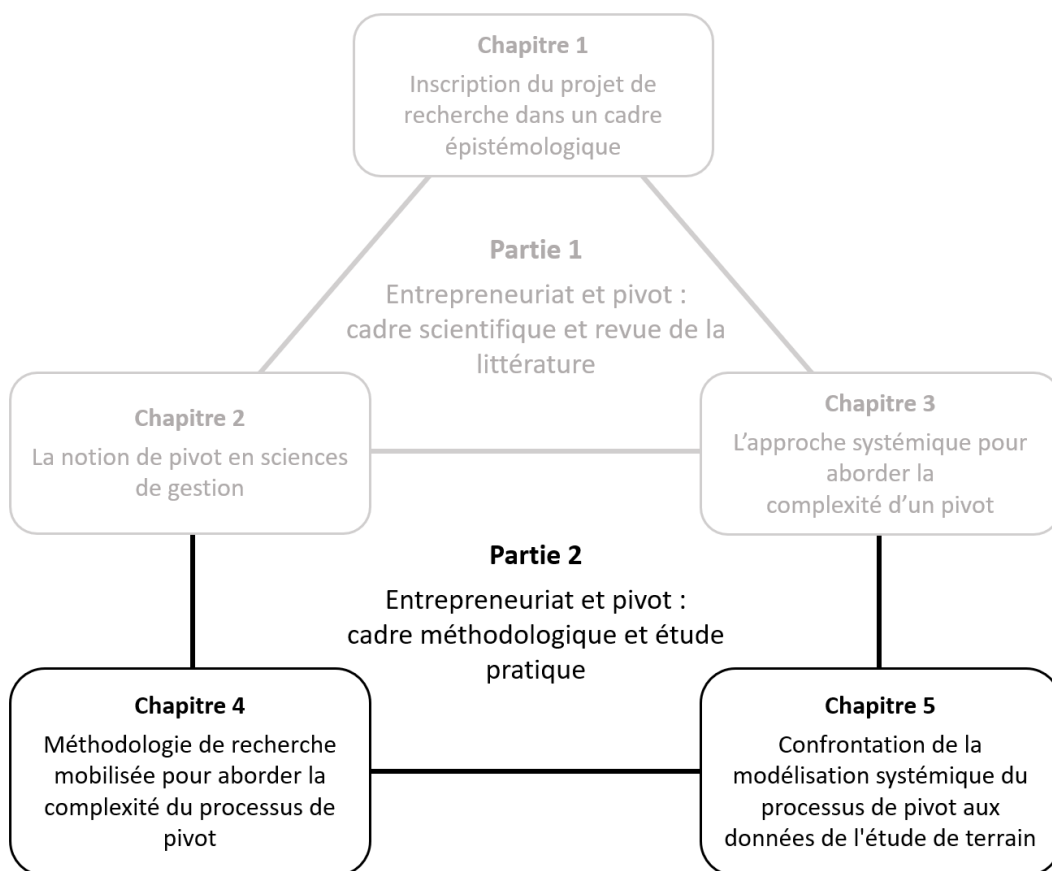 Chapitre 1
Inscription du projet de
recherche dans un cadre
épistémologique
Partie 1
Entrepreneuriat et pivot :
cadre scientifique et revue de la
littérature
Chapitre 2
La notion de pivot en sciences
de gestion
Chapitre 3
L’approche systémique pour
aborder la
complexité d’un pivot
Partie 2
Entrepreneuriat et pivot :
cadre méthodologique et étude
pratique
Chapitre 4
Méthodologie de recherche
mobilisée pour aborder la
complexité du processus de
pivot
Chapitre 5
Confrontation de la
modélisation systémique du
processus de pivot aux
données de l'étude de terrain